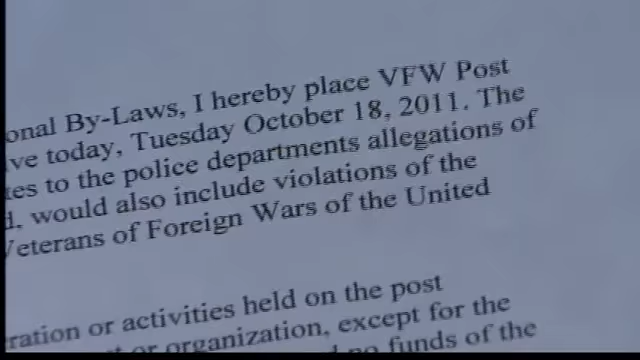 onal By-Laws, I hereby place VFW Post
ve today, Tuesday October 18, 2011. The
tes to the police departments allegations of
d, would also include violations of the
Veterans of Foreign Wars of the United
ration or activities held on the post
or organization, except for the
no funds of the